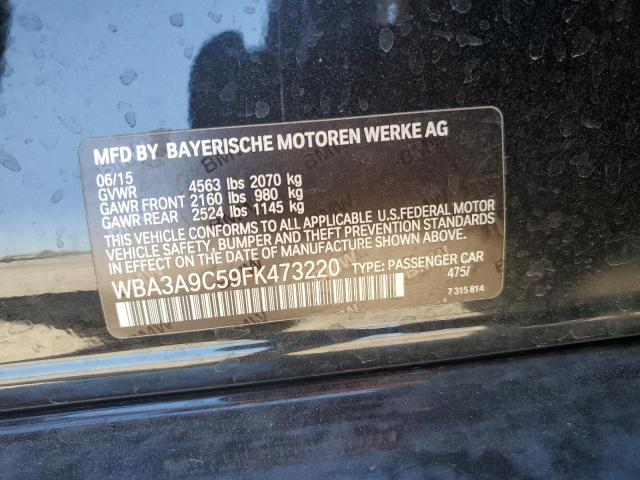 MFD BY BAYERISCHE MOTOREN WERKE AG
06/15
GVWR 4563 lbs 2070 kg
GAWR FRONT 2160 lbs 980 kg
GAWR REAR 2524 lbs 1145 kg
THIS VEHICLE CONFORMS TO ALL APPLICABLE U.S.FEDERAL MOTOR
VEHICLE SAFETY, BUMPER AND THEFT PREVENTION STANDARDS
IN EFFECT ON THE DATE OF MANUFACTURE SHOWN ABOVE.
WBA3A9C59FK473220 TYPE: PASSENGER CAR
475/
7 315 814